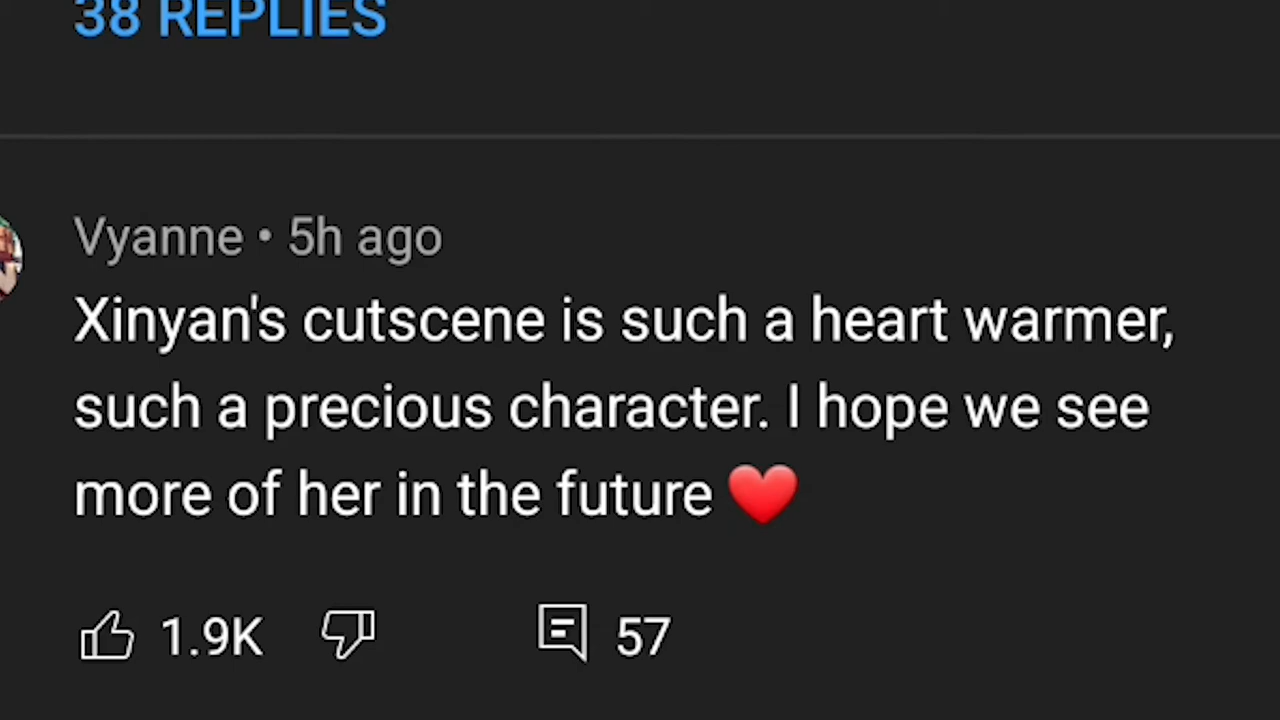 38 REPLIES
Vyanne • 5h ago
Xinyan's cutscene is such a heart warmer,
such a precious character. I hope we see
more of her in the future ❤️
1.9K 57